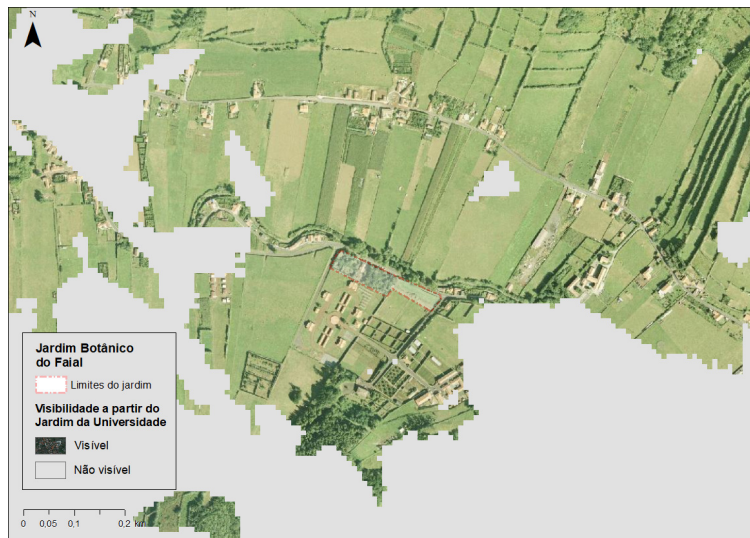 N
Jardim Botânico
do Faial
Limites do jardim
Visibilidade a partir do
Jardim da Universidade
Visível
Não visível
0 0,05 0,1 0,2 km